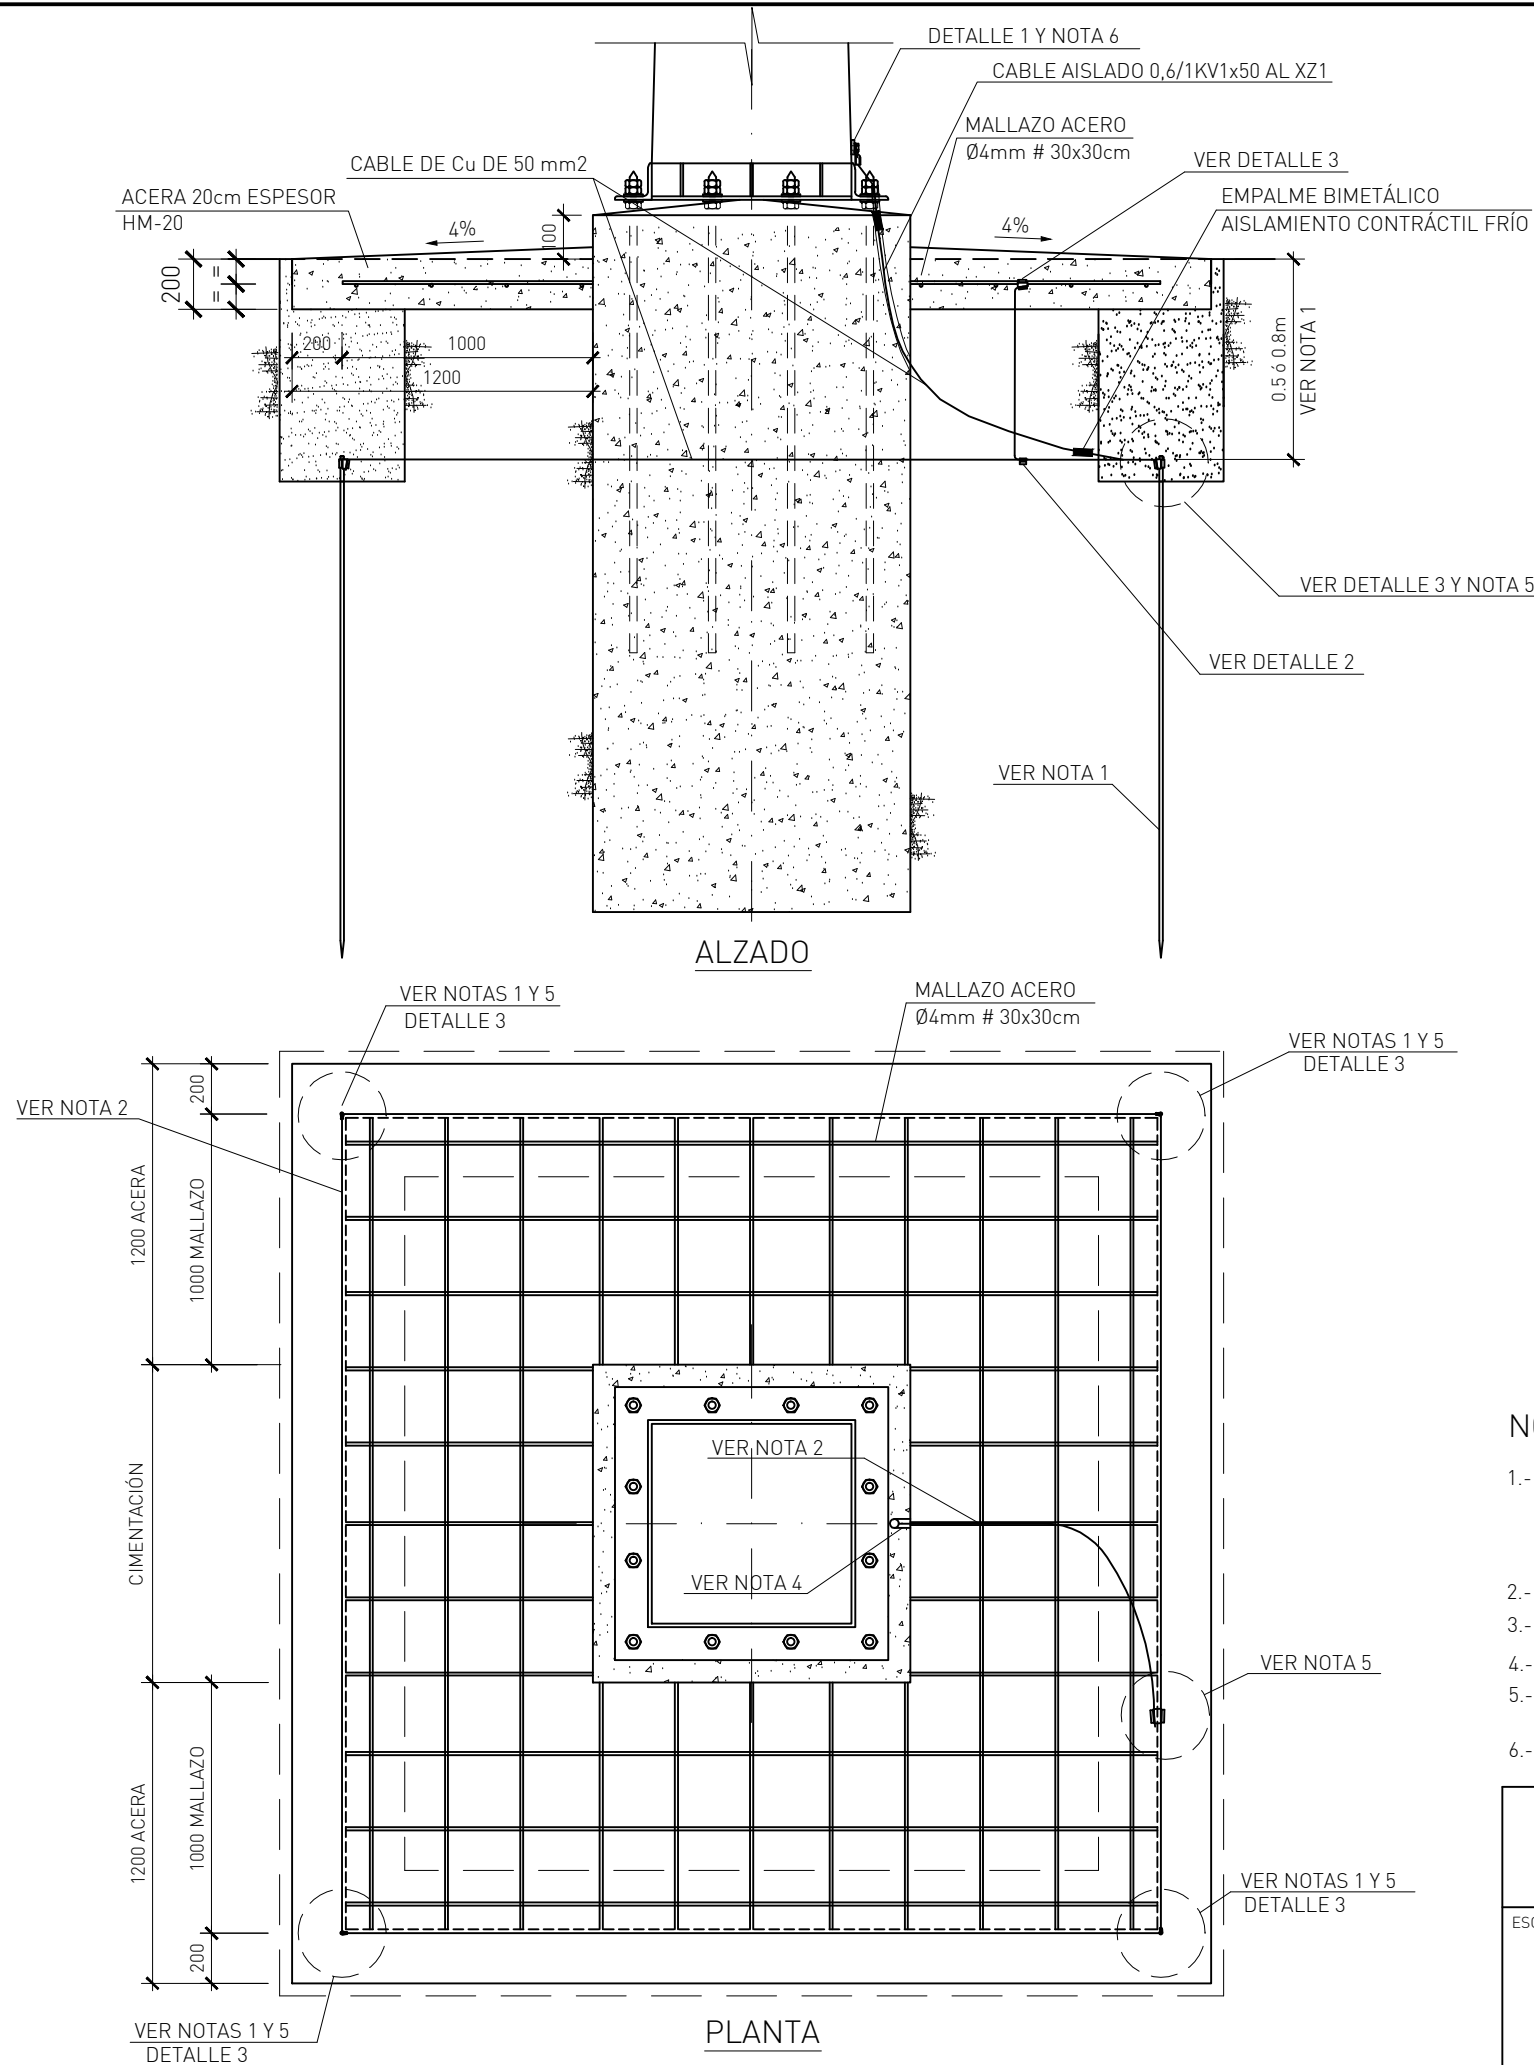 DETALLE 1 Y NOTA 6
CABLE AISLADO 0,6/1KV1x50 AL XZ1
MALLAZO ACERO
Ø4mm # 30x30cm
CABLE DE Cu DE 50 mm2
VER DETALLE 3
ACERA 20cm ESPESOR
HM-20
EMPALME BIMETÁLICO
AISLAMIENTO CONTRÁCTIL FRÍO
4%
100
4%
200
=
=
200
1000
1200
0.5 ó 0.8m
VER NOTA 1
VER DETALLE 3 Y NOTA 5
VER DETALLE 2
VER NOTA 1
ALZADO
VER NOTAS 1 Y 5
DETALLE 3
MALLAZO ACERO
Ø4mm # 30x30cm
VER NOTAS 1 Y 5
DETALLE 3
200
VER NOTA 2
1200 ACERA
1000 MALLAZO
CIMENTACIÓN
VER NOTA 2
VER NOTA 4
VER NOTA 5
1200 ACERA
1000 MALLAZO
200
VER NOTAS 1 Y 5
DETALLE 3
VER NOTAS 1 Y 5
DETALLE 3
PLANTA
1.-
2.-
3.-
4.-
5.-
6.-